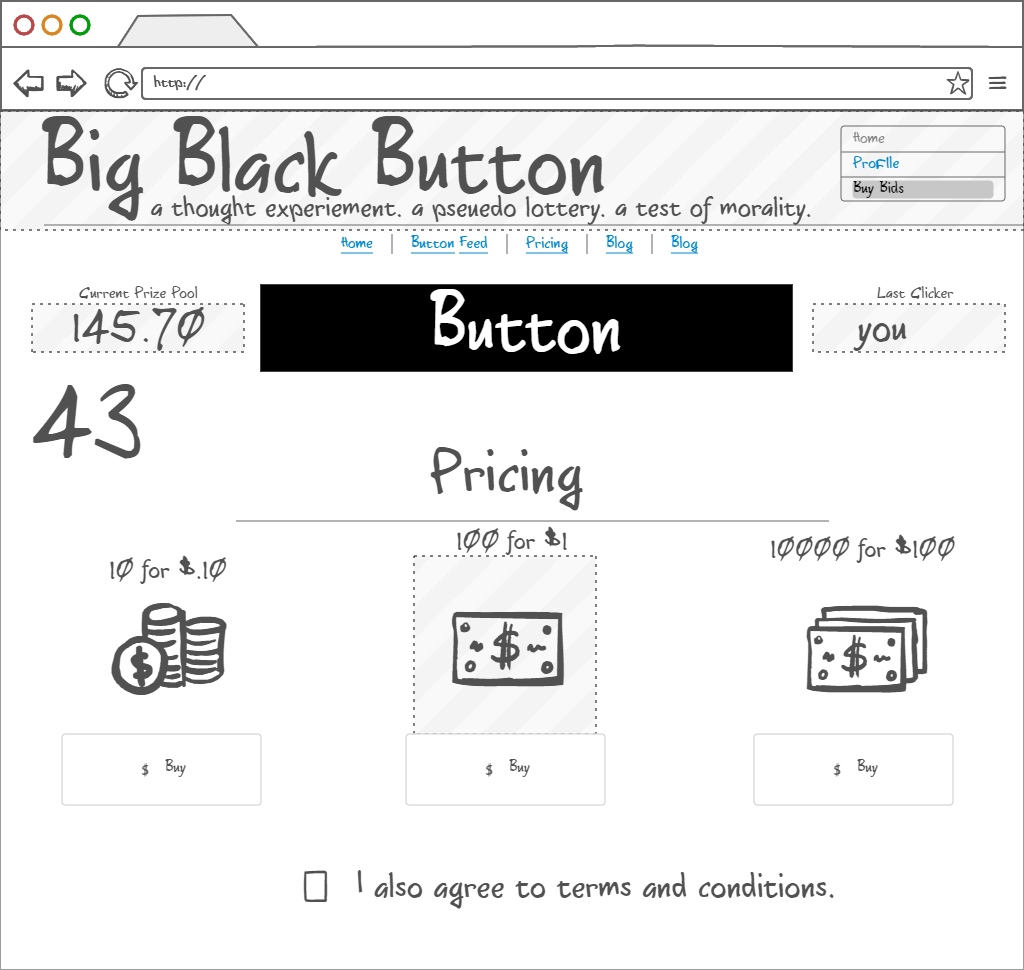 http://
Big Black Button
a thought experiement. a pseuedo lottery. a test of morality.
Home
Profile
Buy Bids
Home | Button Feed | Pricing | Blog | Blog
Current Prize Pool
145.70
Button
Last Clicker
you
43
Pricing
10 for $.10
100 for $1
10000 for $100
$ Buy
$ Buy
$ Buy
I also agree to terms and conditions.